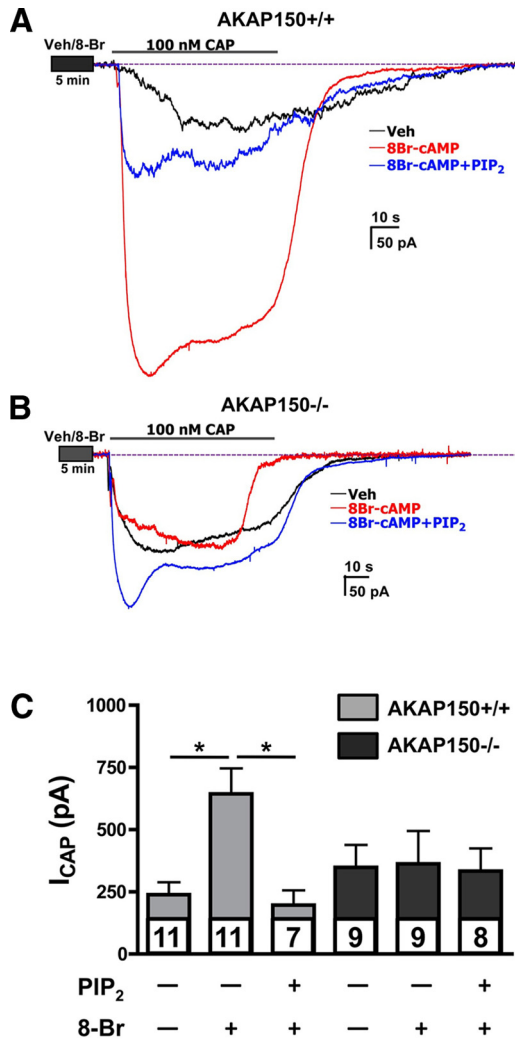 A
AKAP150+/+
Veh/8-Br
100 nM CAP
5 min
Veh
8Br-cAMP
8Br-cAMP+PIP₂
10 s
50 pA
B
AKAP150-/-
Veh/8-Br
100 nM CAP
5 min
Veh
8Br-cAMP
8Br-cAMP+PIP₂
10 s
50 pA
C
AKAP150+/+
AKAP150-/-
I_CAP (pA)
1000
750
500
250
0
* *
11 11 7 9 9 8
PIP₂ — — + — — +
8-Br — + + — + +